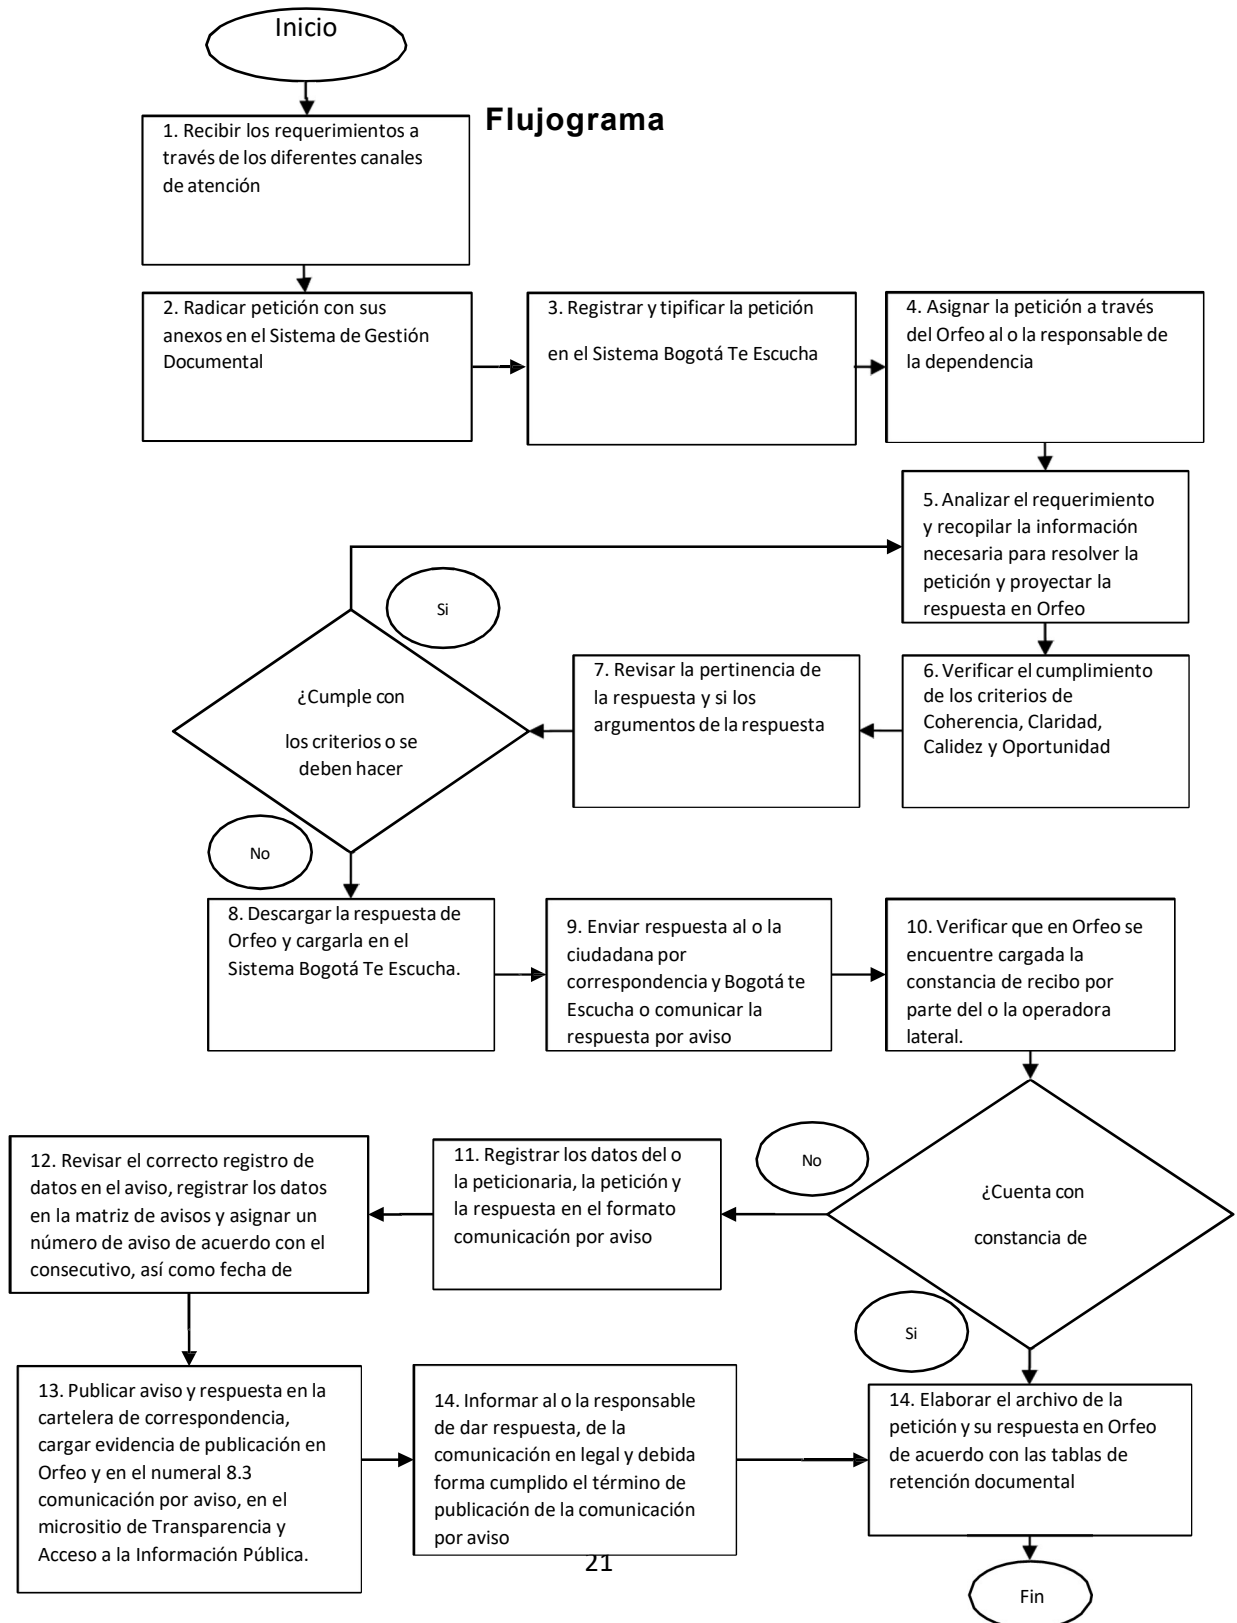 Inicio
Flujograma
1. Recibir los requerimientos a
través de los diferentes canales
de atención
2. Radicar petición con sus
anexos en el Sistema de Gestión
Documental
3. Registrar y tipificar la petición
en el Sistema Bogotá Te Escucha
4. Asignar la petición a través
del Orfeo al o la responsable de
la dependencia
5. Analizar el requerimiento
y recopilar la información
necesaria para resolver la
petición y proyectar la
respuesta en Orfeo
Si
6. Verificar el cumplimiento
de los criterios de
Coherencia, Claridad,
Calidez y Oportunidad
7. Revisar la pertinencia de
la respuesta y si los
argumentos de la respuesta
¿Cumple con
los criterios o se
deben hacer
No
8. Descargar la respuesta de
Orfeo y cargarla en el
Sistema Bogotá Te Escucha.
9. Enviar respuesta al o la
ciudadana por
correspondencia y Bogotá te
Escucha o comunicar la
respuesta por aviso
10. Verificar que en Orfeo se
encuentre cargada la
constancia de recibo por
parte del o la operadora
lateral.
¿Cuenta con
constancia de
No
11. Registrar los datos del o
la peticionaria, la petición y
la respuesta en el formato
comunicación por aviso
12. Revisar el correcto registro de
datos en el aviso, registrar los datos
en la matriz de avisos y asignar un
número de aviso de acuerdo con el
consecutivo, así como fecha de
Si
13. Publicar aviso y respuesta en la
cartelera de correspondencia,
cargar evidencia de publicación en
Orfeo y en el numeral 8.3
comunicación por aviso, en el
micrositio de Transparencia y
Acceso a la Información Pública.
14. Informar al o la responsable
de dar respuesta, de la
comunicación en legal y debida
forma cumplido el término de
publicación de la comunicación
por aviso
14. Elaborar el archivo de la
petición y su respuesta en Orfeo
de acuerdo con las tablas de
retención documental
21
Fin